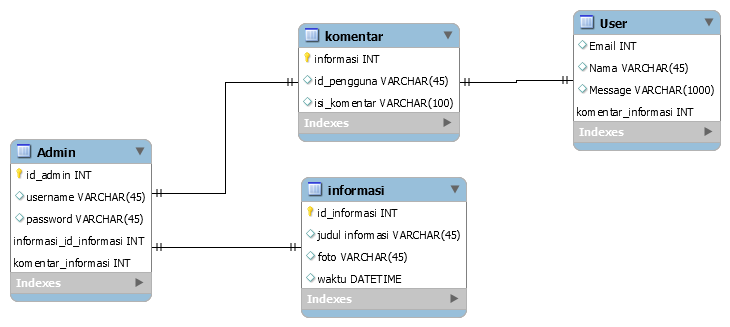 komentar
informasi INT
id_pengguna VARCHAR(45)
isi_komentar VARCHAR(100)
Indexes
User
Email INT
Nama VARCHAR(45)
Message VARCHAR(1000)
komentar_informasi INT
Indexes
Admin
id_admin INT
username VARCHAR(45)
password VARCHAR(45)
informasi_id_informasi INT
komentar_informasi INT
Indexes
informasi
id_informasi INT
judul informasi VARCHAR(45)
foto VARCHAR(45)
waktu DATETIME
Indexes